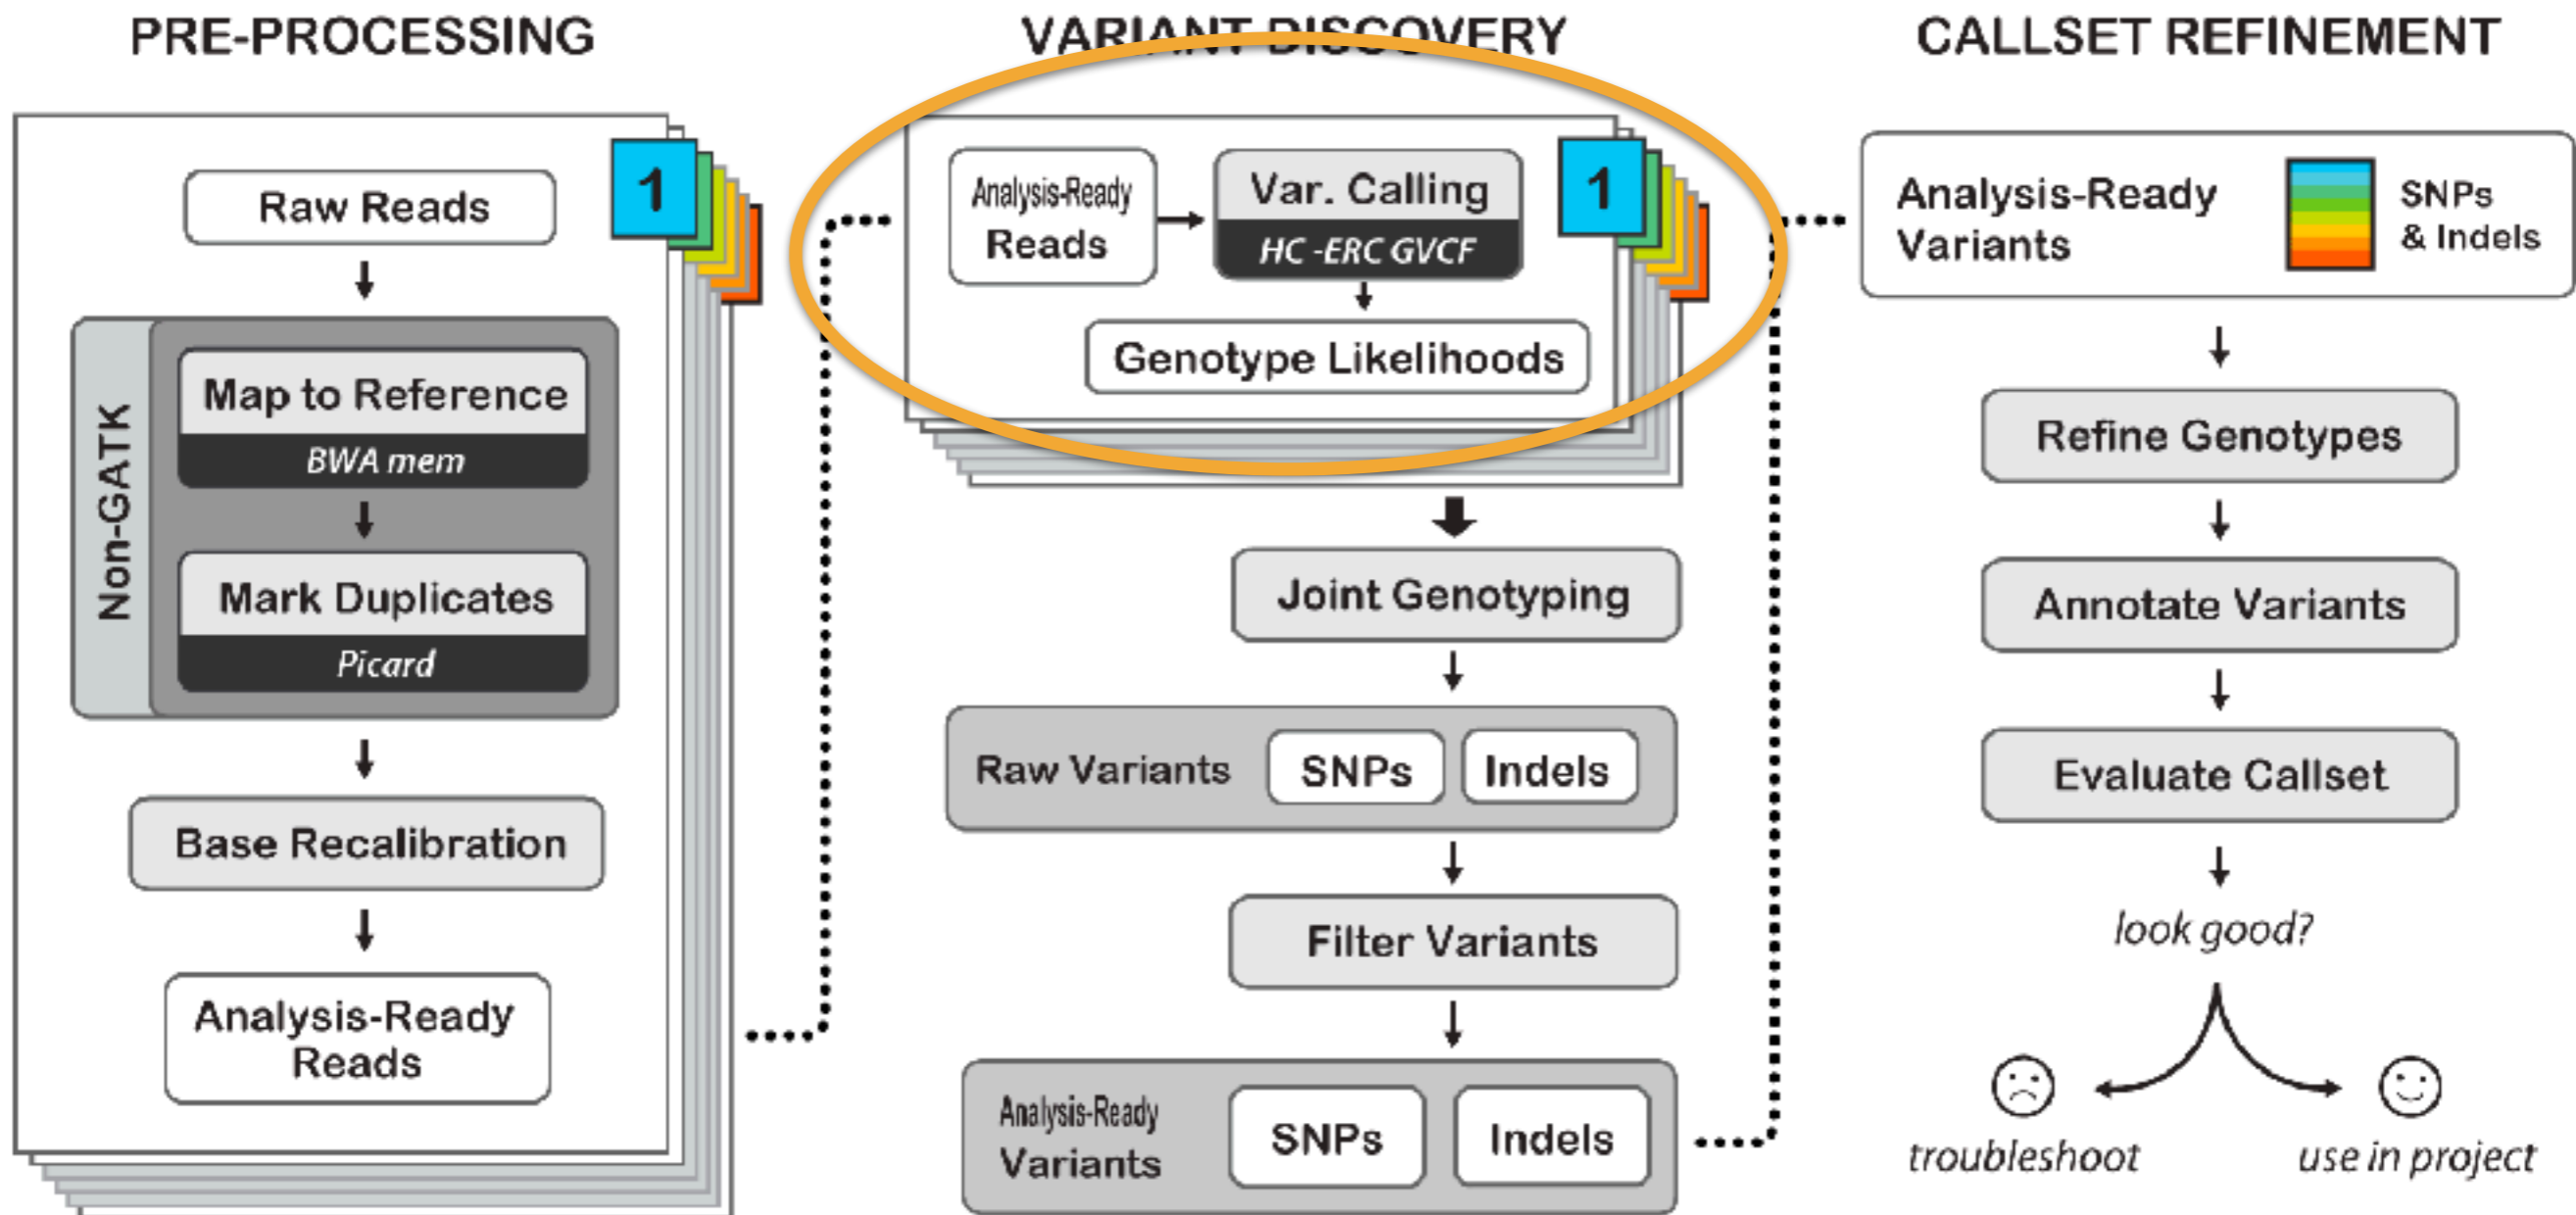 PRE-PROCESSING
1
Raw Reads
Non-GATK
Map to Reference
BWA mem
Mark Duplicates
Picard
Base Recalibration
Analysis-Ready
Reads
VARIANT DISCOVERY
Analysis-Ready
Reads
Var. Calling
HC -ERC GVCF
1
Genotype Likelihoods
Joint Genotyping
Raw Variants
SNPs
Indels
Filter Variants
Analysis-Ready
Variants
SNPs
Indels
CALLSET REFINEMENT
Analysis-Ready
Variants
SNPs
& Indels
Refine Genotypes
Annotate Variants
Evaluate Callset
look good?
troubleshoot
use in project